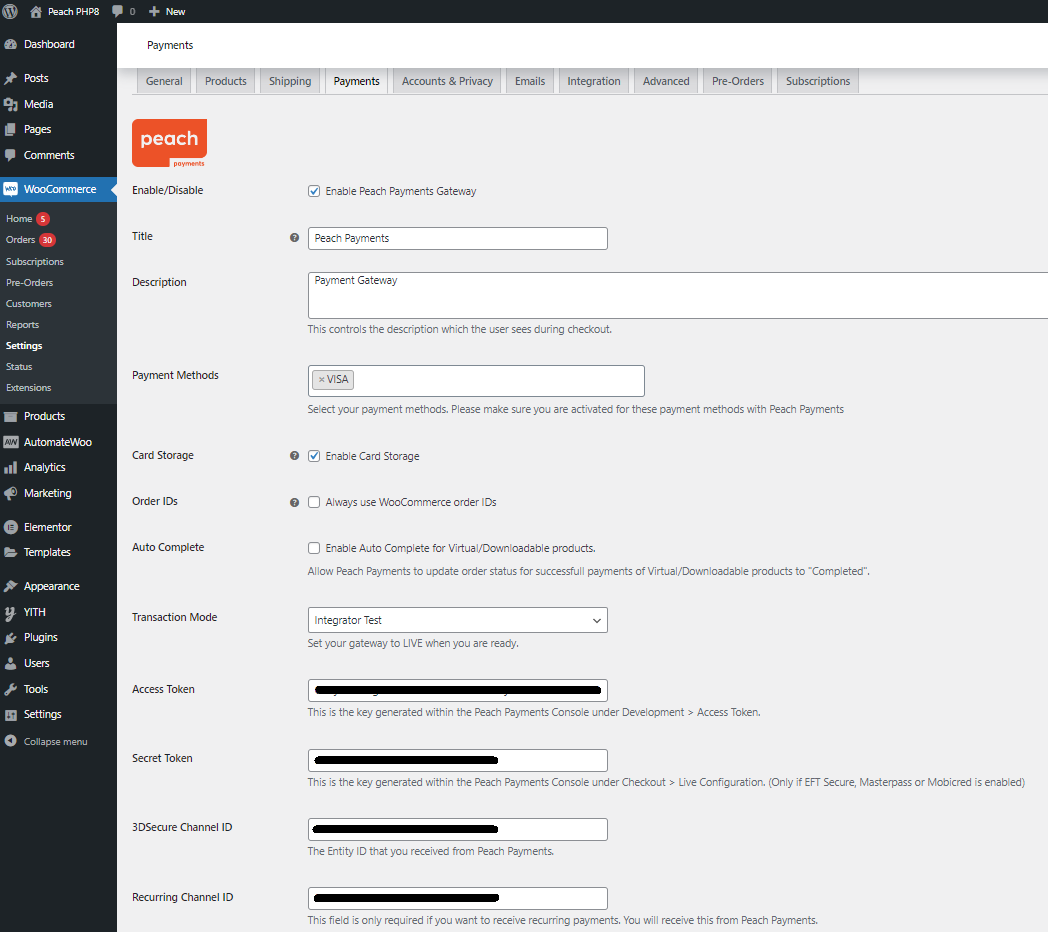 Peach PHP8 0 New
Dashboard
Posts
Media
Pages
Comments
WooCommerce
Home 5
Orders 30
Subscriptions
Pre-Orders
Customers
Reports
Settings
Status
Extensions
Products
AutomateWoo
Analytics
Marketing
Elementor
Templates
Appearance
YITH
Plugins
Users
Tools
Settings
Collapse menu
Payments
General Products Shipping Payments Accounts & Privacy Emails Integration Advanced Pre-Orders Subscriptions
peach
payments
Enable/Disable Enable Peach Payments Gateway
Title Peach Payments
Description Payment Gateway
This controls the description which the user sees during checkout.
Payment Methods × VISA
Select your payment methods. Please make sure you are activated for these payment methods with Peach Payments
Card Storage Enable Card Storage
Order IDs Always use WooCommerce order IDs
Auto Complete Enable Auto Complete for Virtual/Downloadable products.
Allow Peach Payments to update order status for successfull payments of Virtual/Downloadable products to "Completed".
Transaction Mode Integrator Test
Set your gateway to LIVE when you are ready.
Access Token
This is the key generated within the Peach Payments Console under Development > Access Token.
Secret Token
This is the key generated within the Peach Payments Console under Checkout > Live Configuration. (Only if EFT Secure, Masterpass or Mobicred is enabled)
3DSecure Channel ID
The Entity ID that you received from Peach Payments.
Recurring Channel ID
This field is only required if you want to receive recurring payments. You will receive this from Peach Payments.